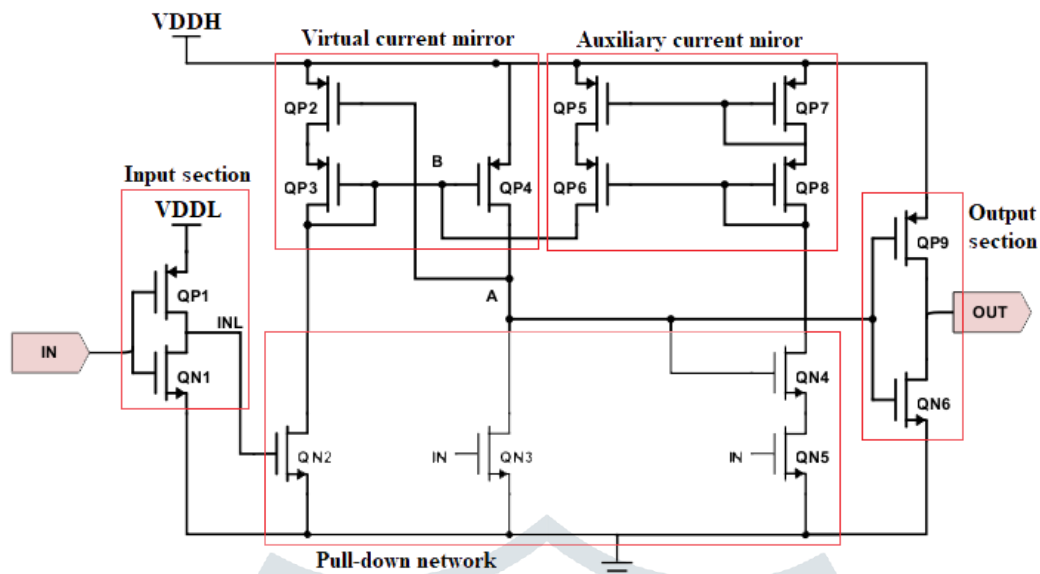 VDDH
Virtual current mirror
Auxiliary current miror
QP2
QP5
QP7
B
Input section
QP3
QP4
QP6
QP8
VDDL
Output
section
QP9
A
QP1
INL
OUT
IN
QN1
QN4
QN6
QN2
IN
QN3
IN
QN5
Pull-down network